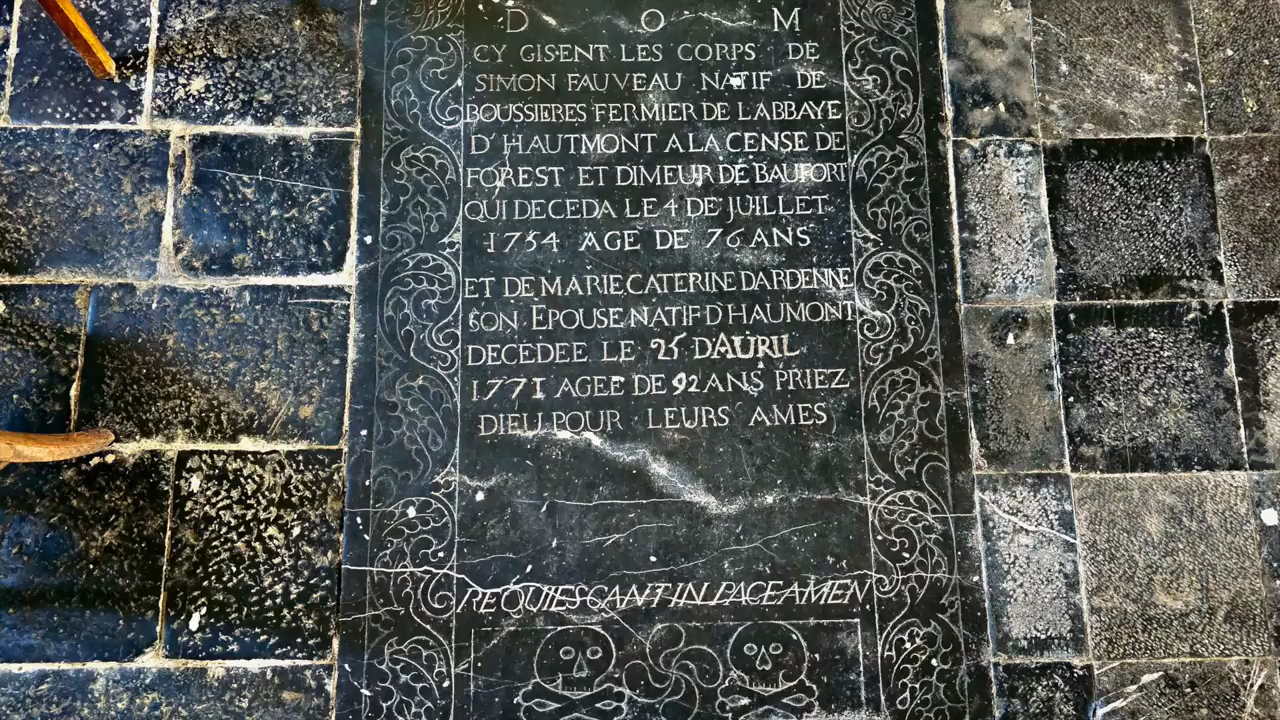 D O M
CY GISENT LES CORPS DE
SIMON FAUVEAU NATIF DE
BOUSSIERES FERMIER DE L'ABBAYE
D'HAUTMONT A LA CENSE DE
FOREST ET DIMEUR DE BAUFORT
QUI DECEDA LE 4 DE JUILLET
1754 AGE DE 76 ANS
ET DE MARIE CATERINE DARDENNE
SON EPOUSE NATIF D HAUMONT
DECEDEE LE 25 D'AURIL
1771 AGEE DE 92 ANS PRIEZ
DIEU POUR LEURS AMES
REQUIESCANT IN PACE AMEN